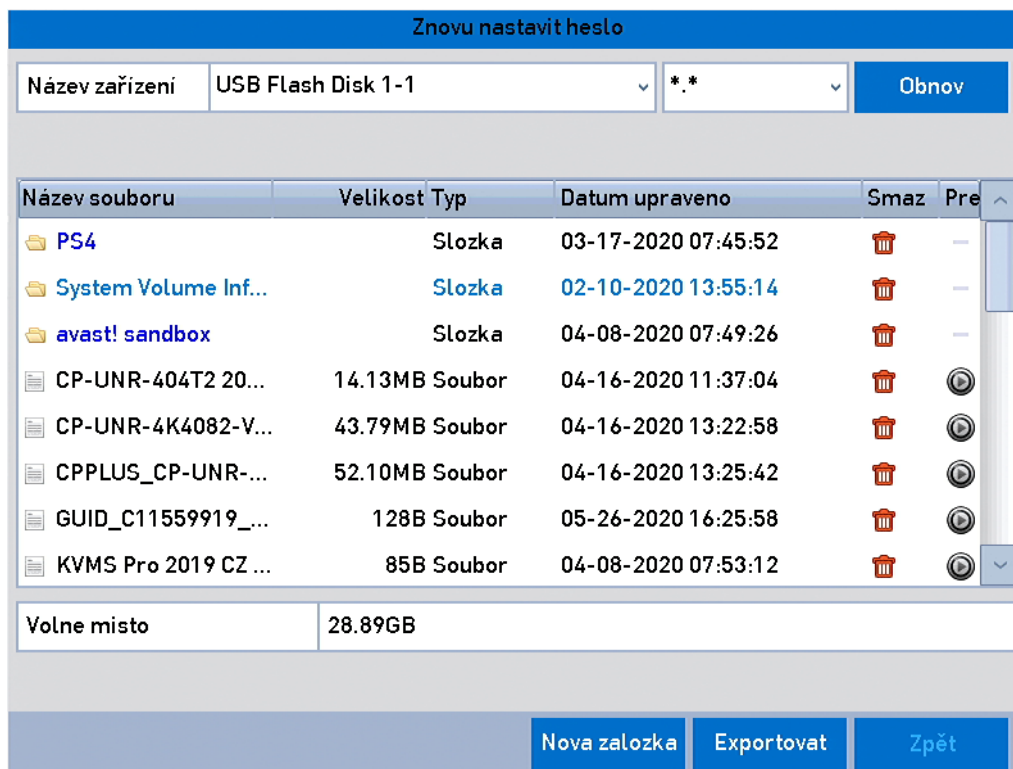 Znovu nastavit heslo
Název zařízení USB Flash Disk 1-1 *.* Obnov
Název souboru Velikost Typ Datum upraveno Smaz Pre
PS4 Slozka 03-17-2020 07:45:52 –
System Volume Inf... Slozka 02-10-2020 13:55:14 –
avast! sandbox Slozka 04-08-2020 07:49:26 –
CP-UNR-404T2 20... 14.13MB Soubor 04-16-2020 11:37:04
CP-UNR-4K4082-V... 43.79MB Soubor 04-16-2020 13:22:58
CPPLUS_CP-UNR-... 52.10MB Soubor 04-16-2020 13:25:42
GUID_C11559919_... 128B Soubor 05-26-2020 16:25:58
KVMS Pro 2019 CZ ... 85B Soubor 04-08-2020 07:53:12
Volne misto 28.89GB
Nova zalozka Exportovat Zpět